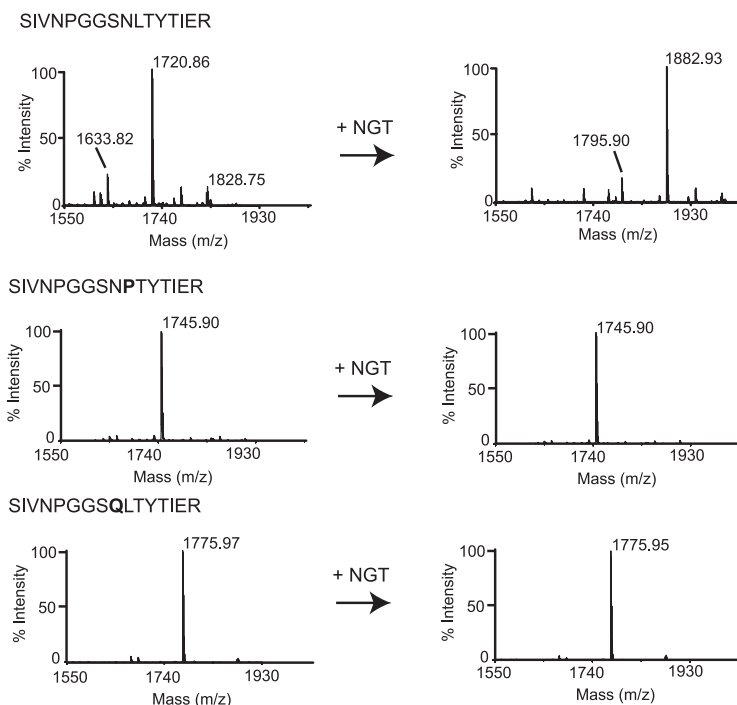 SIVNPGGSNLTYTIER
100
50
0
% Intensity
1633.82
1720.86
1828.75
1550
1740
1930
Mass (m/z)
+ NGT
100
50
0
% Intensity
1795.90
1882.93
1550
1740
1930
Mass (m/z)
SIVNPGGSNPTYTIER
100
50
0
% Intensity
1745.90
1550
1740
1930
Mass (m/z)
+ NGT
100
50
0
% Intensity
1745.90
1550
1740
1930
Mass (m/z)
SIVNPGGSQLTYTIER
100
50
0
% Intensity
1775.97
1550
1740
1930
Mass (m/z)
+ NGT
100
50
0
% Intensity
1775.95
1550
1740
1930
Mass (m/z)